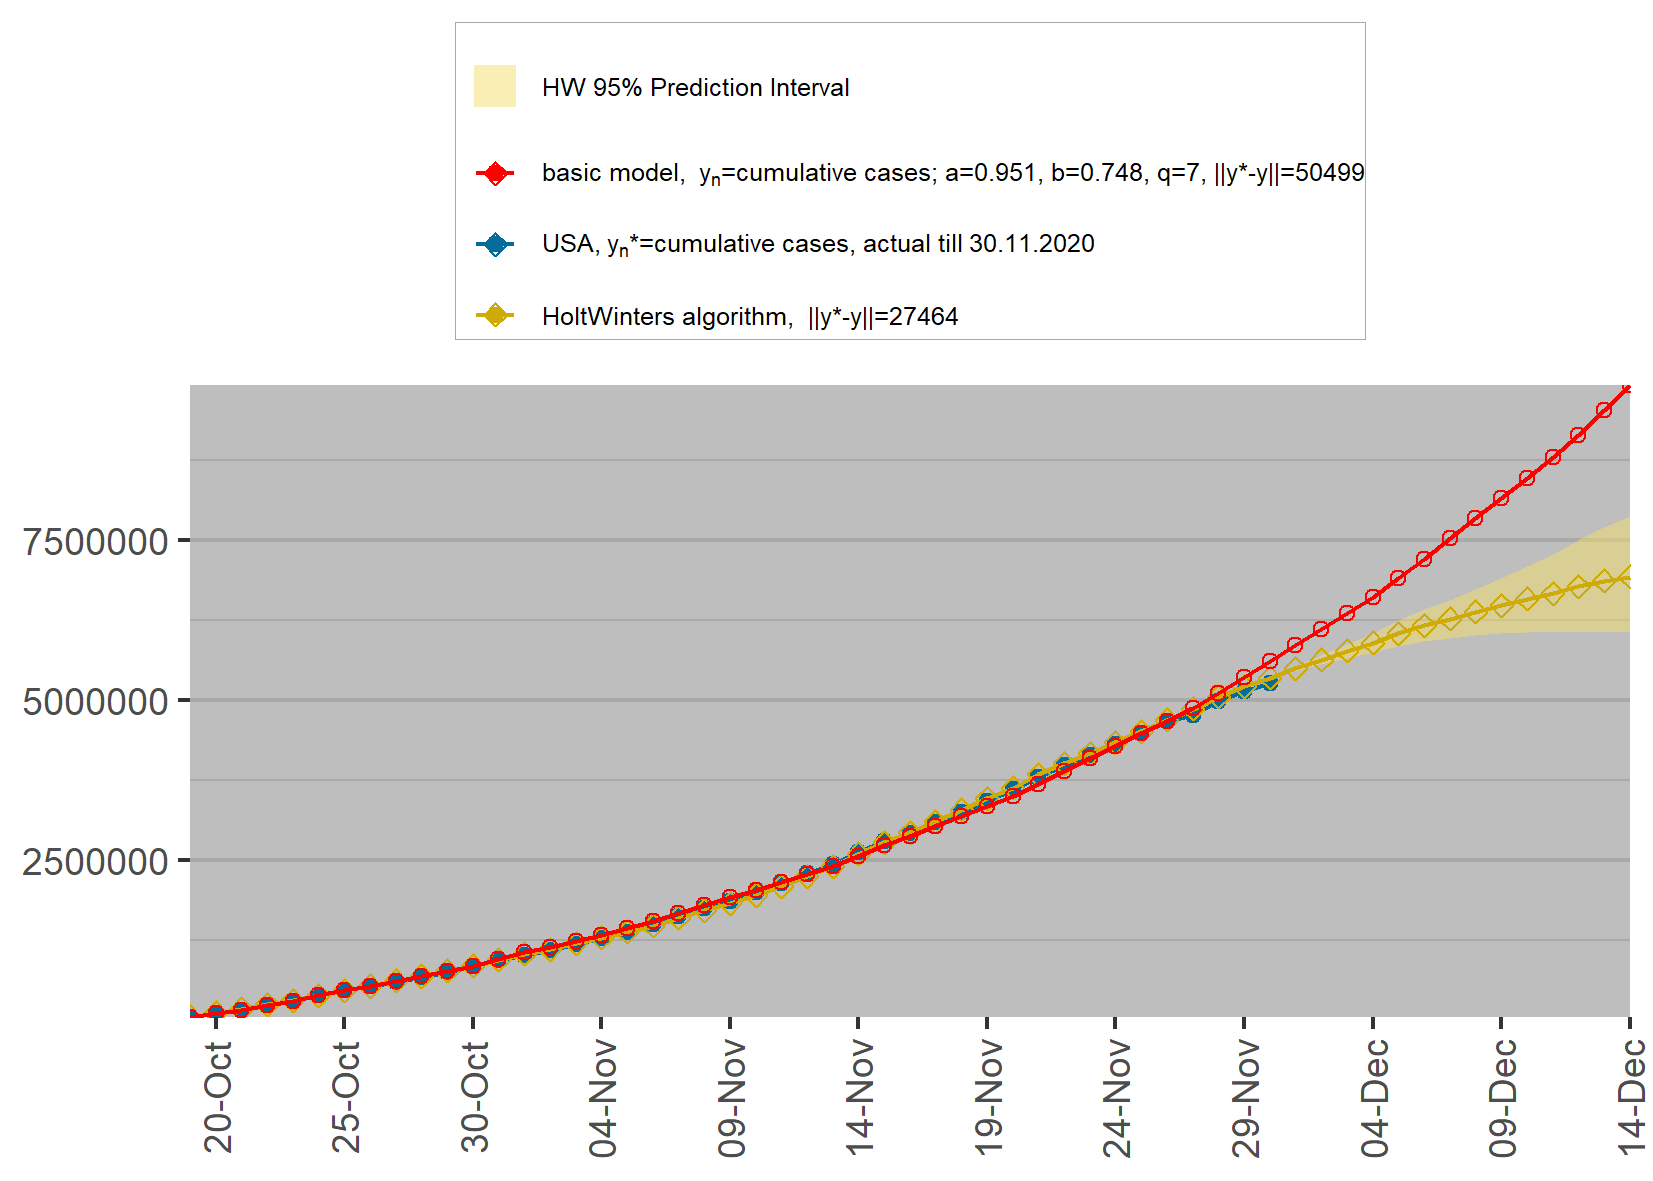 HW 95% Prediction Interval
basic model,  yn=cumulative cases; a=0.951, b=0.748, q=7, ||y*-y||=50499
USA, yn*=cumulative cases, actual till 30.11.2020
HoltWinters algorithm,  ||y*-y||=27464
7500000
5000000
2500000
20-Oct
25-Oct
30-Oct
04-Nov
09-Nov
14-Nov
19-Nov
24-Nov
29-Nov
04-Dec
09-Dec
14-Dec